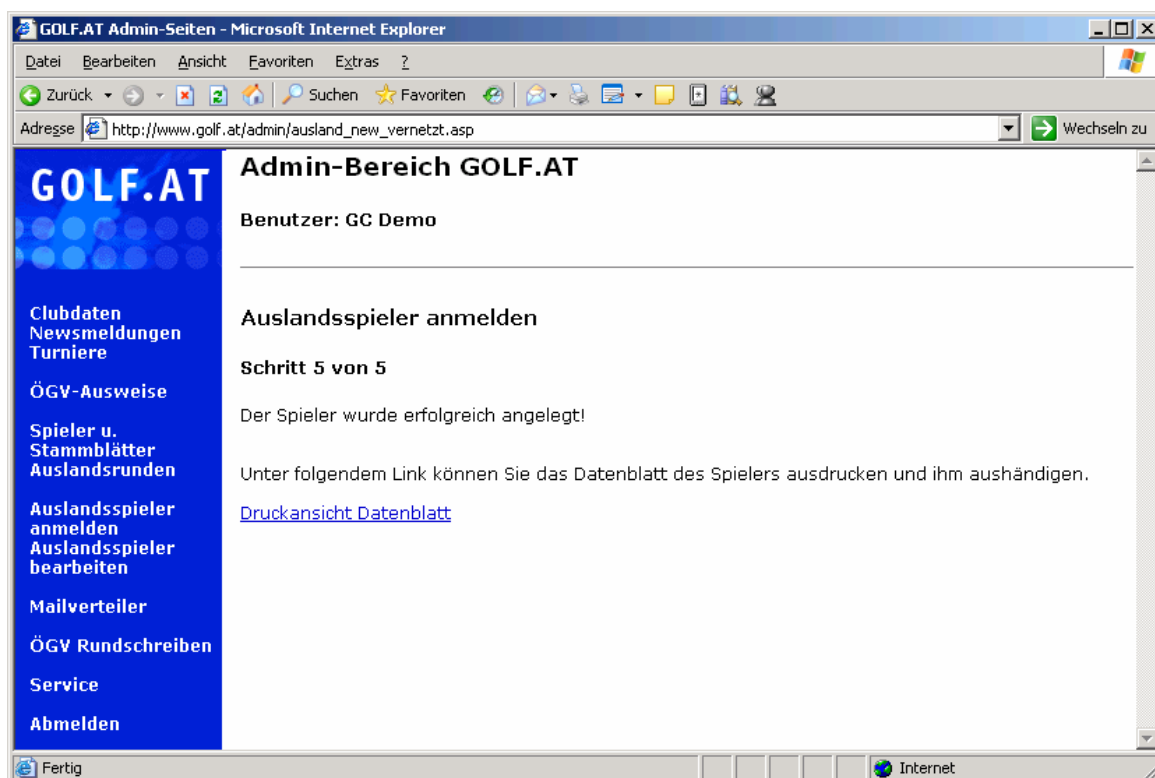 GOLF.AT Admin-Seiten - Microsoft Internet Explorer
Datei Bearbeiten Ansicht Favoriten Extras ?
Zurück Suchen Favoriten
Adresse http://www.golf.at/admin/ausland_new_vernetzt.asp Wechseln zu
GOLF.AT
Clubdaten
Newsmeldungen
Turniere
ÖGV-Ausweise
Spieler u.
Stammblätter
Auslandsrunden
Auslandsspieler
anmelden
Auslandsspieler
bearbeiten
Mailverteiler
ÖGV Rundschreiben
Service
Abmelden
Admin-Bereich GOLF.AT
Benutzer: GC Demo
Auslandsspieler anmelden
Schritt 5 von 5
Der Spieler wurde erfolgreich angelegt!
Unter folgendem Link können Sie das Datenblatt des Spielers ausdrucken und ihm aushändigen.
Druckansicht Datenblatt
Fertig Internet